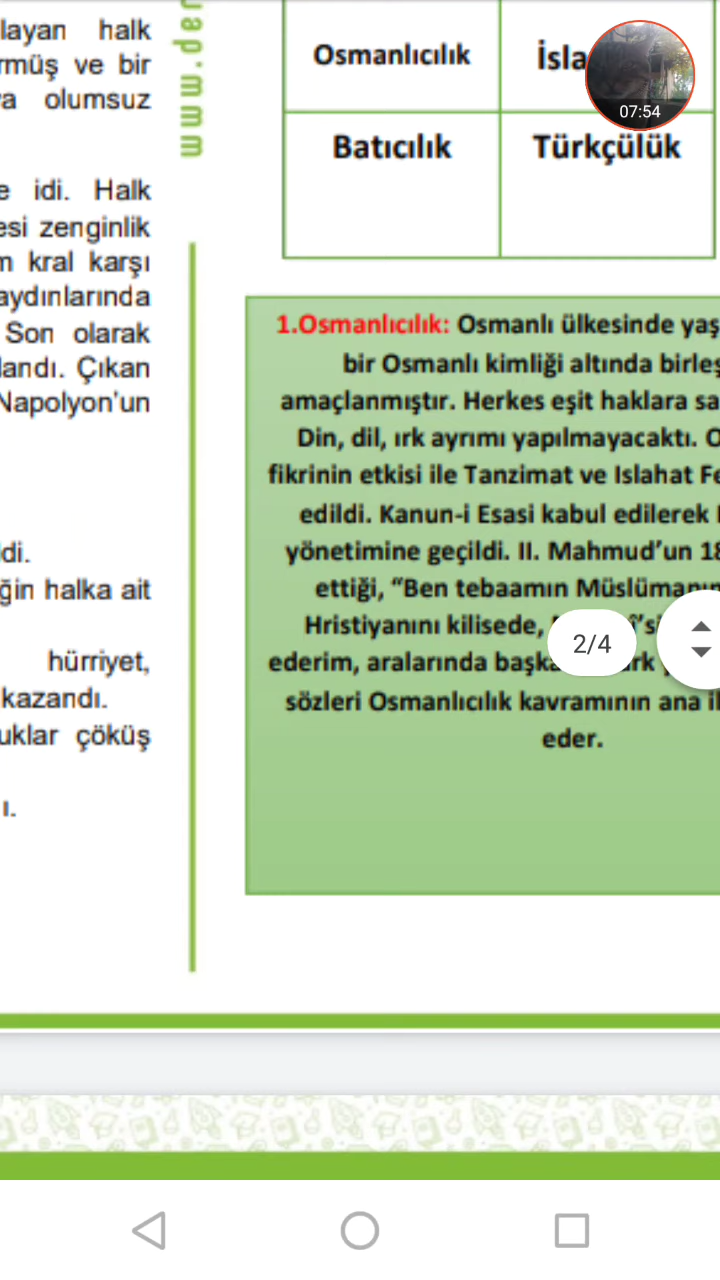 layan halk
rmüş ve bir
olumsuz
idi. Halk
esi zenginlik
kral karşı
aydınlarında
Son olarak
landı. Çıkan
Napolyon'un
di.
ğin halka ait
hürriyet,
kazandı.
uklar çöküş
ı.
Osmanlıcılık
İsla
07:54
Batıcılık
Türkçülük
1.Osmanlıcılık: Osmanlı ülkesinde yaş
bir Osmanlı kimliği altında birleş
amaçlanmıştır. Herkes eşit haklara sa
Din, dil, ırk ayrımı yapılmayacaktı. O
fikrinin etkisi ile Tanzimat ve Islahat Fe
edildi. Kanun-i Esasi kabul edilerek
yönetimine geçildi. II. Mahmud'un 18
ettiği, “Ben tebaamın Müslümanın
Hristiyanını kilisede,
2/4
ederim, aralarında başka
sözleri Osmanlıcılık kavramının ana il
eder.